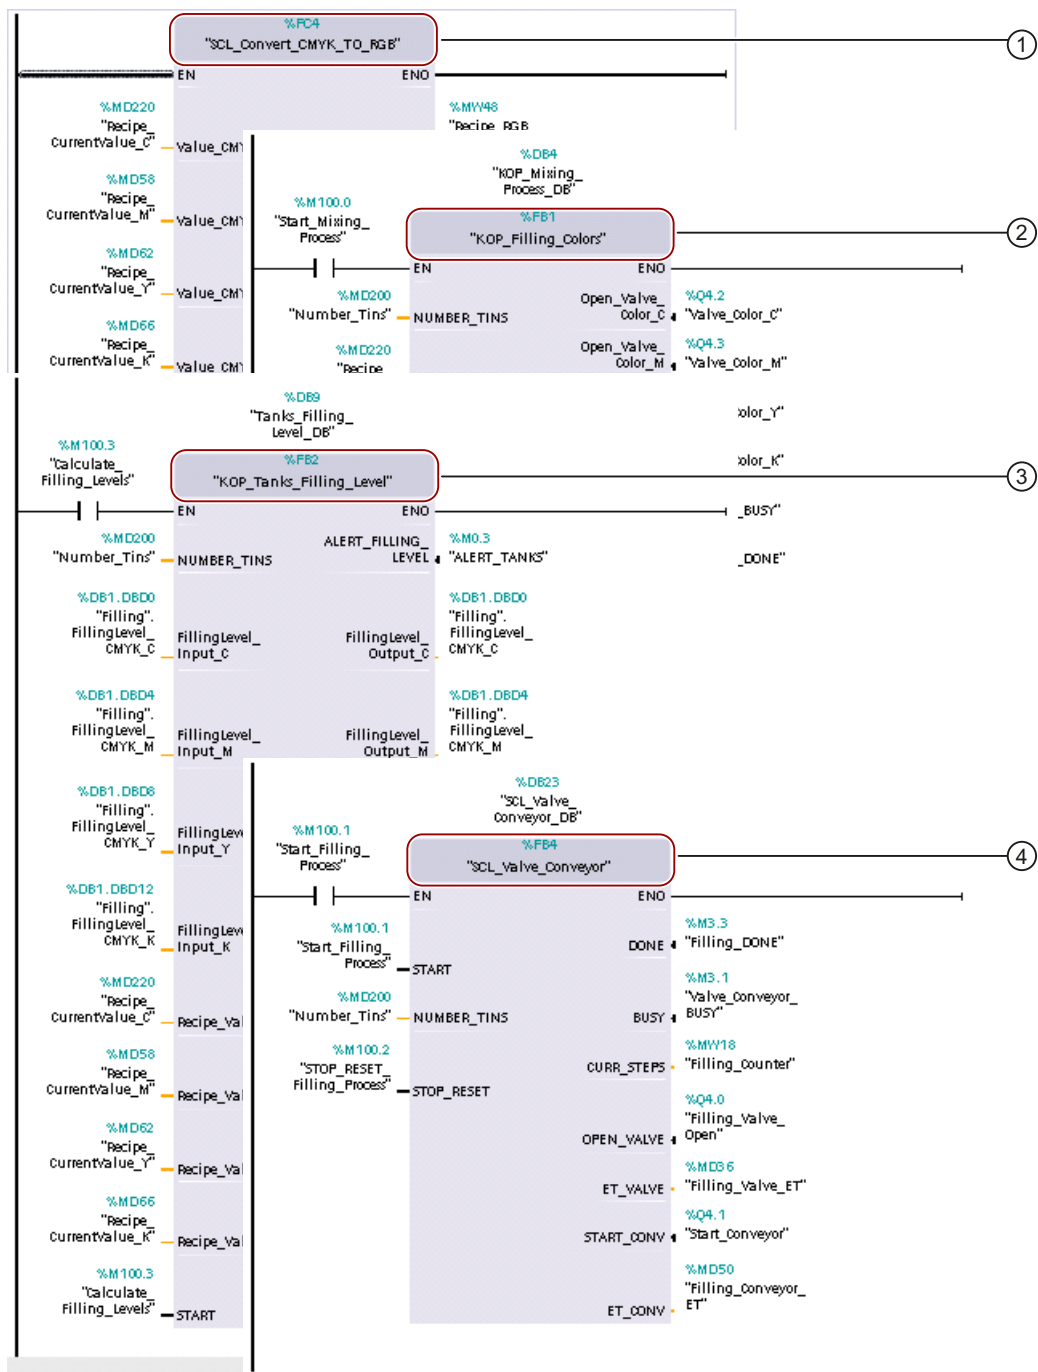 %FC4
"SCL_Convert_CMYK_TO_RGB"
1
EN
ENO
%MD220
"Recipe_
CurrentValue_C"
Value_CMY
%MW48
"Recipe_RGB
%MD58
"Recipe_
CurrentValue_M"
Value_CMY
%MD62
"Recipe_
CurrentValue_Y"
Value_CMY
%MD66
"Recipe_
CurrentValue_K"
Value_CMY
%DB4
"KOP_Mixing_
Process_DB"
%M100.0
"Start_Mixing_
Process"
%FB1
"KOP_Filling_Colors"
2
EN
ENO
%MD200
"Number_Tins"
NUMBER_TINS
Open_Valve_
Color_C
%Q4.2
"Valve_Color_C"
%MD220
"Recipe
Open_Valve_
Color_M
%Q4.3
"Valve_Color_M"
olor_Y"
olor_K"
_BUSY"
_DONE"
%DB9
"Tanks_Filling_
Level_DB"
%M100.3
"Calculate_
Filling_Levels"
%FB2
"KOP_Tanks_Filling_Level"
3
EN
ENO
%MD200
"Number_Tins"
NUMBER_TINS
ALERT_FILLING_
LEVEL
%M0.3
"ALERT_TANKS"
%DB1.DBD0
"Filling".
FillingLevel_
CMYK_C
FillingLevel_
Input_C
FillingLevel_
Output_C
%DB1.DBD0
"Filling".
FillingLevel_
CMYK_C
%DB1.DBD4
"Filling".
FillingLevel_
CMYK_M
FillingLevel_
Input_M
FillingLevel_
Output_M
%DB1.DBD4
"Filling".
FillingLevel_
CMYK_M
%DB1.DBD8
"Filling".
FillingLevel_
CMYK_Y
FillingLev
Input_Y
%DB1.DBD12
"Filling".
FillingLevel_
CMYK_K
FillingLev
Input_K
%MD220
"Recipe_
CurrentValue_C"
Recipe_Val
%MD58
"Recipe_
CurrentValue_M"
Recipe_Val
%MD62
"Recipe_
CurrentValue_Y"
Recipe_Val
%MD66
"Recipe_
CurrentValue_K"
Recipe_Val
%M100.3
"Calculate_
Filling_Levels"
START
%DB23
"SCL_Valve_
Conveyor_DB"
%M100.1
"Start_Filling_
Process"
%FB4
"SCL_Valve_Conveyor"
4
EN
ENO
%M100.1
"Start_Filling_
Process"
START
DONE
%M3.3
"Filling_DONE"
%MD200
"Number_Tins"
NUMBER_TINS
BUSY
%M3.1
"Valve_Conveyor_
BUSY"
%M100.2
"STOP_RESET_
Filling_Process"
STOP_RESET
CURR_STEPS
%MW18
"Filling_Counter"
OPEN_VALVE
%Q4.0
"Filling_Valve_
Open"
ET_VALVE
%MD36
"Filling_Valve_ET"
START_CONV
%Q4.1
"Start_Conveyor"
ET_CONV
%MD50
"Filling_Conveyor_
ET"